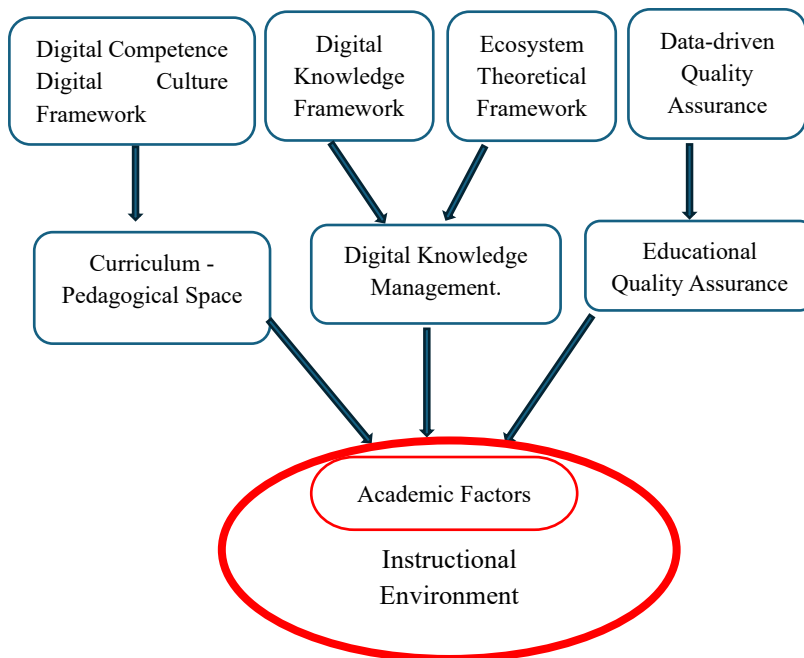 Digital Competence
Digital Culture
Framework
Digital
Knowledge
Framework
Ecosystem
Theoretical
Framework
Data-driven
Quality
Assurance
Curriculum -
Pedagogical Space
Digital Knowledge
Management.
Educational
Quality Assurance
Academic Factors
Instructional
Environment